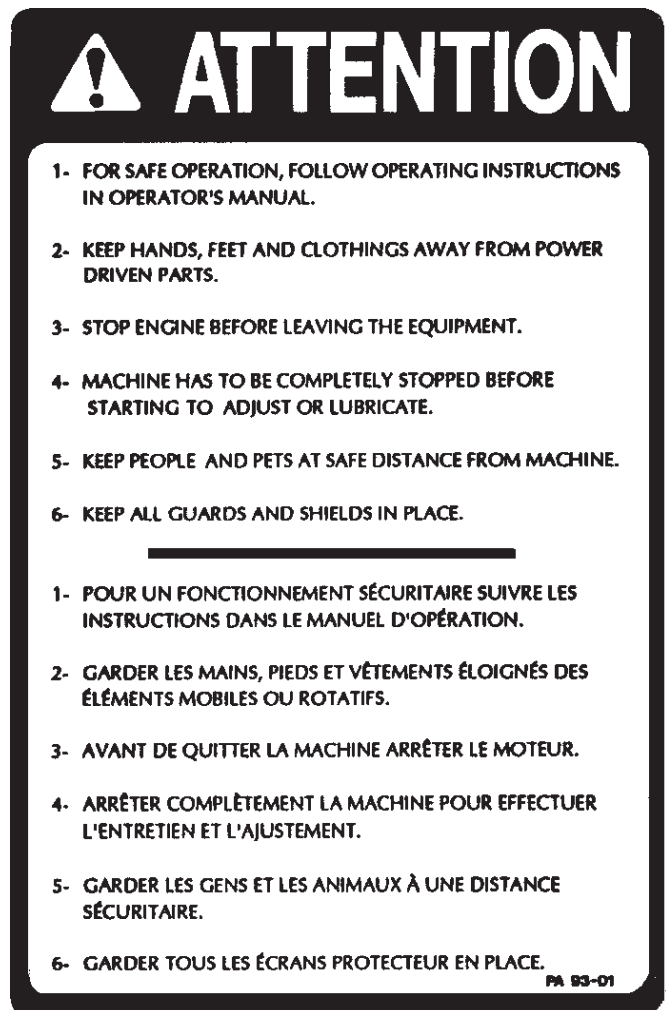 ATTENTION
1- FOR SAFE OPERATION, FOLLOW OPERATING INSTRUCTIONS
IN OPERATOR'S MANUAL.
2- KEEP HANDS, FEET AND CLOTHINGS AWAY FROM POWER
DRIVEN PARTS.
3- STOP ENGINE BEFORE LEAVING THE EQUIPMENT.
4- MACHINE HAS TO BE COMPLETELY STOPPED BEFORE
STARTING TO ADJUST OR LUBRICATE.
5- KEEP PEOPLE AND PETS AT SAFE DISTANCE FROM MACHINE.
6- KEEP ALL GUARDS AND SHIELDS IN PLACE.
1- POUR UN FONCTIONNEMENT SÉCURITAIRE SUIVRE LES
INSTRUCTIONS DANS LE MANUEL D'OPÉRATION.
2- GARDER LES MAINS, PIEDS ET VÊTEMENTS ÉLOIGNÉS DES
ÉLÉMENTS MOBILES OU ROTATIFS.
3- AVANT DE QUITTER LA MACHINE ARRÊTER LE MOTEUR.
4- ARRÊTER COMPLÈTEMENT LA MACHINE POUR EFFECTUER
L'ENTRETIEN ET L'AJUSTEMENT.
5- GARDER LES GENS ET LES ANIMAUX À UNE DISTANCE
SÉCURITAIRE.
6- GARDER TOUS LES ÉCRANS PROTECTEUR EN PLACE.
PA 93-01